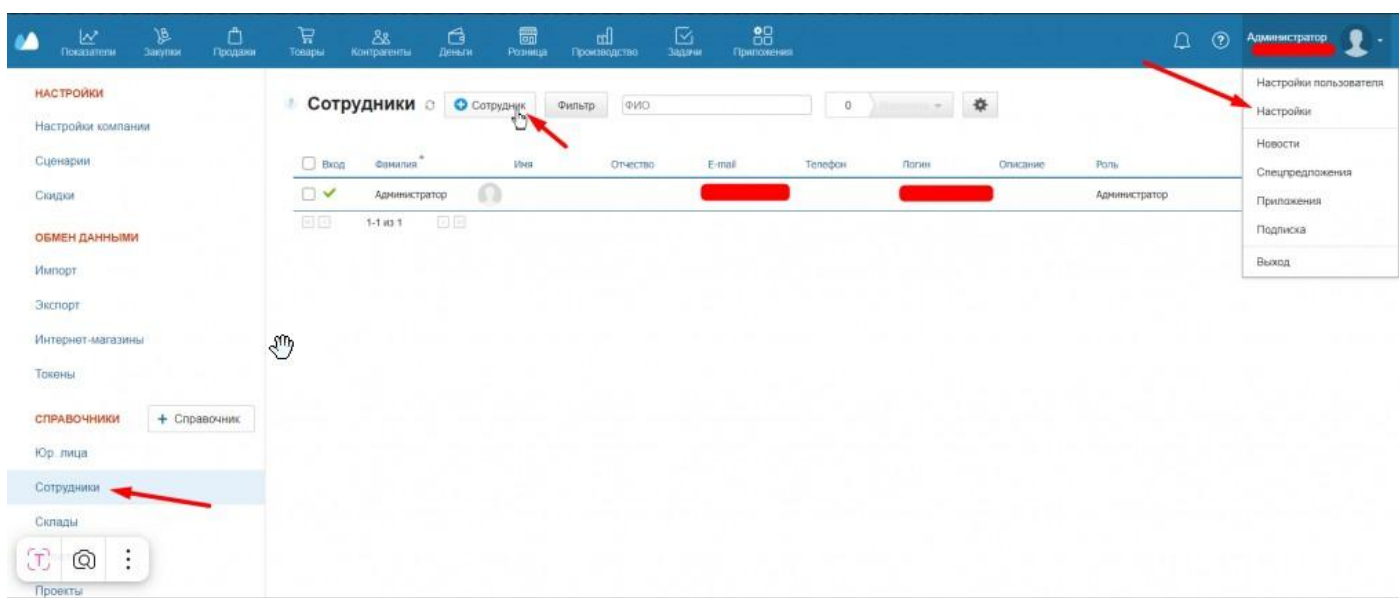 Показатели
Закупки
Продажи
Товары
Контрагенты
Деньги
Розница
Производство
Задачи
Приложения
Администратор
НАСТРОЙКИ
Настройки компании
Сценарии
Скидки
ОБМЕН ДАННЫМИ
Импорт
Экспорт
Интернет-магазины
Токены
СПРАВОЧНИКИ
+ Справочник
Юр. лица
Сотрудники
Склады
Проекты
Сотрудники
Сотрудник
Фильтр
ФИО
0
Вход Фамилия * Имя Отчество E-mail Телефон Логин Описание Роль
Администратор Администратор
1-1 из 1
Настройки пользователя
Настройки
Новости
Спецпредложения
Приложения
Подписка
Выход